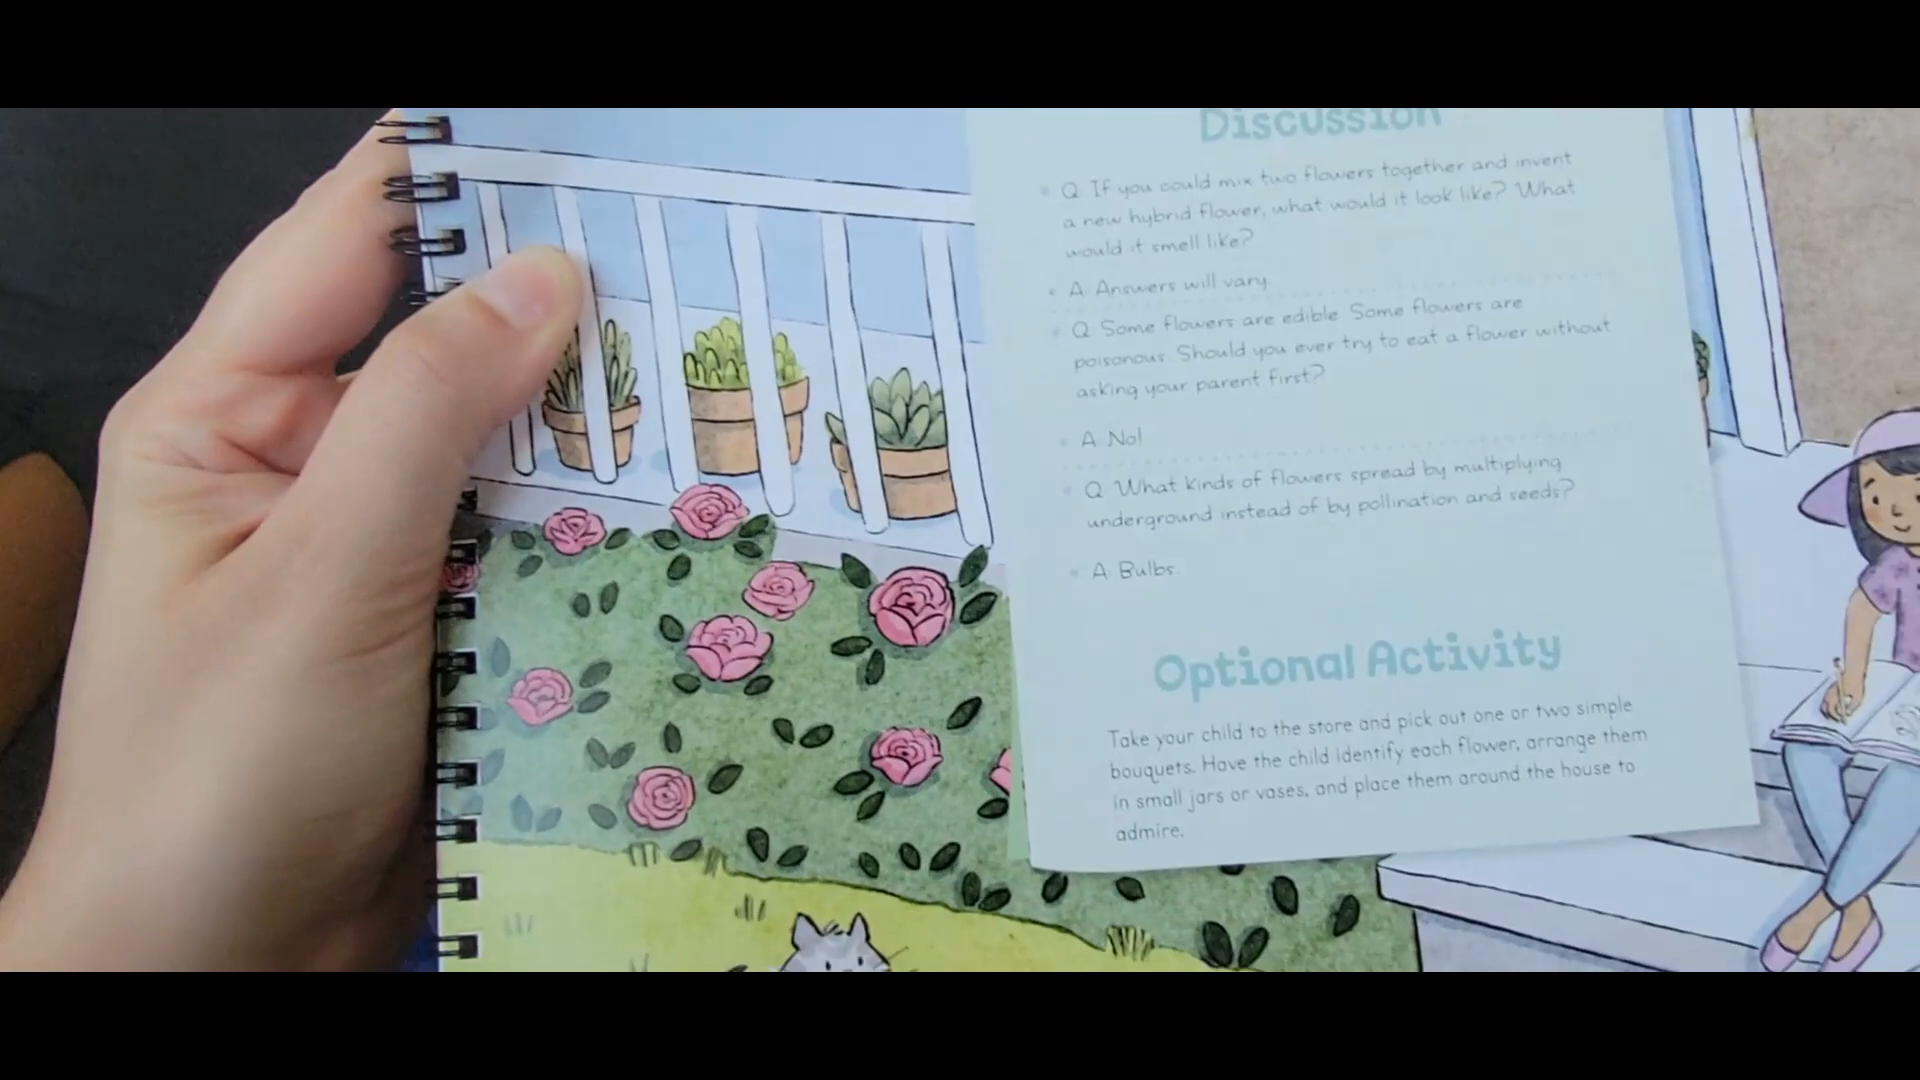 Discussion
Q. If you could mix two flowers together and invent
a new hybrid flower, what would it look like? What
would it smell like?
A. Answers will vary.
Q. Some flowers are edible. Some flowers are
poisonous. Should you ever try to eat a flower without
asking your parent first?
A. No!
Q. What kinds of flowers spread by multiplying
underground instead of by pollination and seeds?
A. Bulbs.
Optional Activity
Take your child to the store and pick out one or two simple
bouquets. Have the child identify each flower, arrange them
in small jars or vases, and place them around the house to
admire.